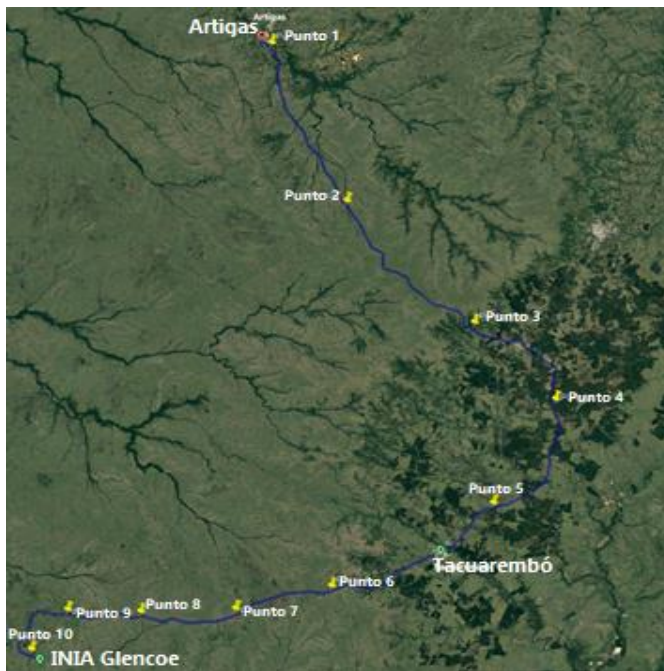 Artigas
Artigas
Punto 1
Punto 2
Punto 3
Punto 4
Punto 5
Tacuarembó
Punto 6
Punto 7
Punto 8
Punto 9
Punto 10
INIA Glencoe